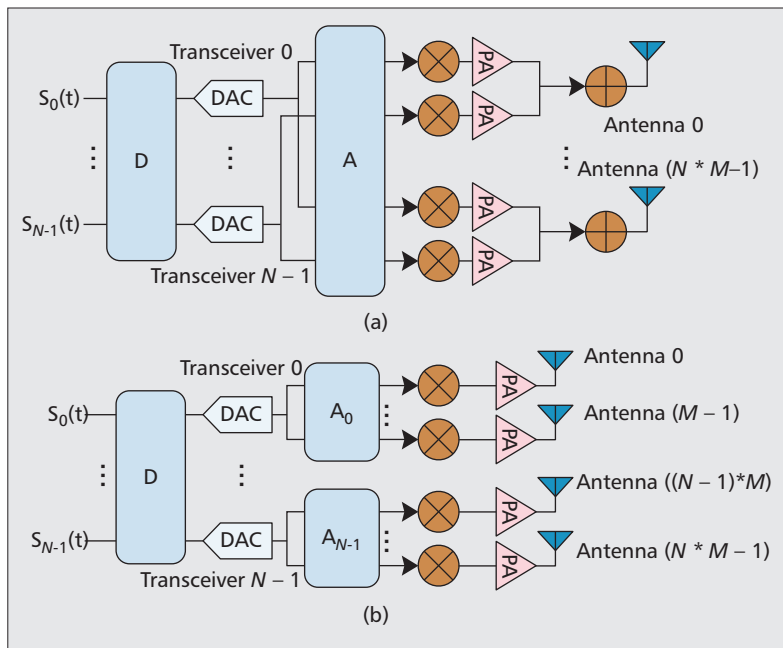 Transceiver 0
S0(t)
DAC
PA
D
A
PA
Antenna 0
Antenna (N * M–1)
PA
SN-1(t)
DAC
PA
Transceiver N – 1
(a)
Transceiver 0
Antenna 0
PA
S0(t)
DAC
A0
Antenna (M – 1)
PA
D
Antenna ((N – 1)*M)
PA
SN-1(t)
DAC
AN-1
Antenna (N * M – 1)
PA
Transceiver N – 1
(b)